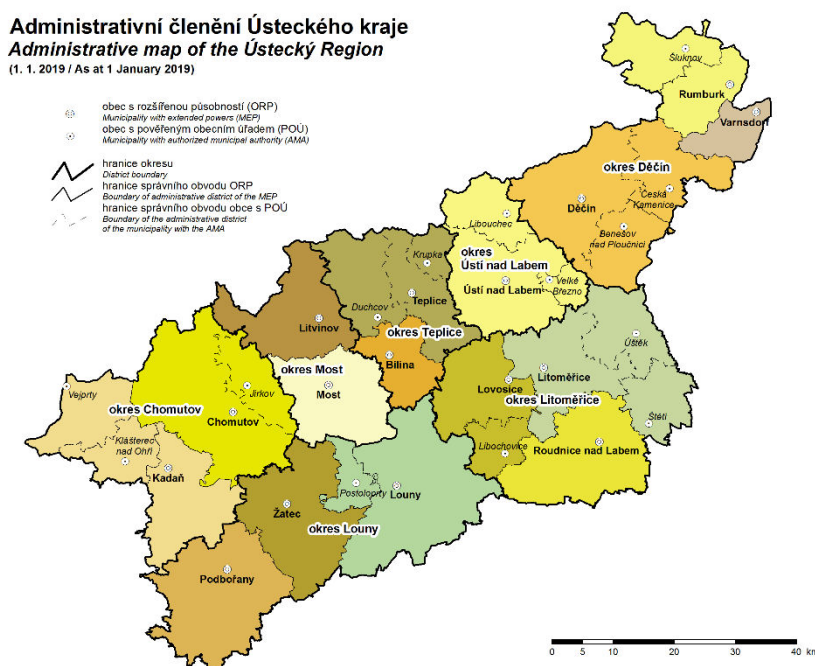 Administrativní členění Ústeckého kraje
Administrative map of the Ústecký Region
(1. 1. 2019 / As at 1 January 2019)
obec s rozšířenou působností (ORP)
Municipality with extended powers (MEP)
obec s pověřeným obecním úřadem (POÚ)
Municipality with authorized municipal authority (AMA)
hranice okresu
District boundary
hranice správního obvodu ORP
Boundary of administrative district of the MEP
hranice správního obvodu obce s POÚ
Boundary of the administrative district
of the municipality with the AMA
Šluknov
Rumburk
Varnsdorf
okres Děčín
Děčín
Česká
Kamenice
Benešov
nad Ploučnicí
Libouchec
okres
Ústí nad Labem
Ústí nad Labem
Velké
Březno
Krupka
Teplice
Duchcov
okres Teplice
Bílina
Litvínov
okres Most
Most
Úštěk
Litoměřice
Lovosice
okres Litoměřice
Štětí
Libochovice
Roudnice nad Labem
Vejprty
okres Chomutov
Jirkov
Chomutov
Klášterec
nad Ohří
Kadaň
Postoloprty
Louny
Žatec
okres Louny
Podbořany
0 5 10 20 30 40 km